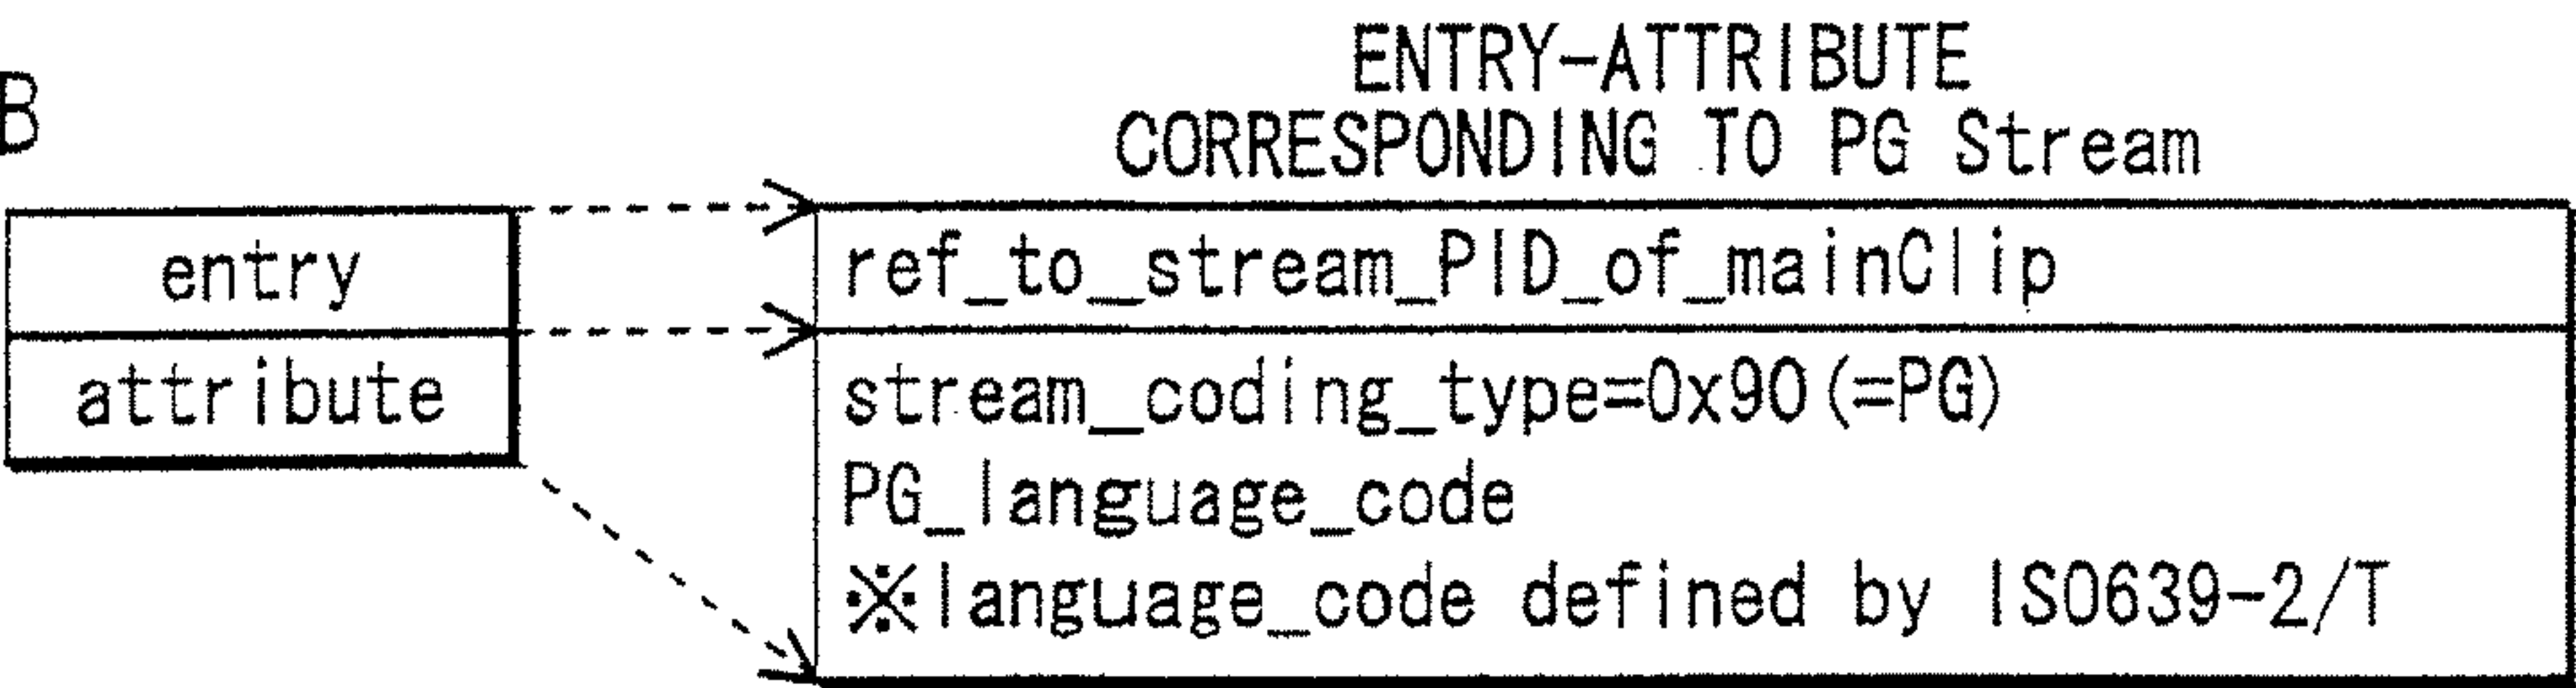 B
ENTRY-ATTRIBUTE
CORRESPONDING TO PG Stream
entry
ref_to_stream_PID_of_mainClip
attribute
stream_coding_type=0x90(=PG)
PG_language_code
※language_code defined by ISO639-2/T